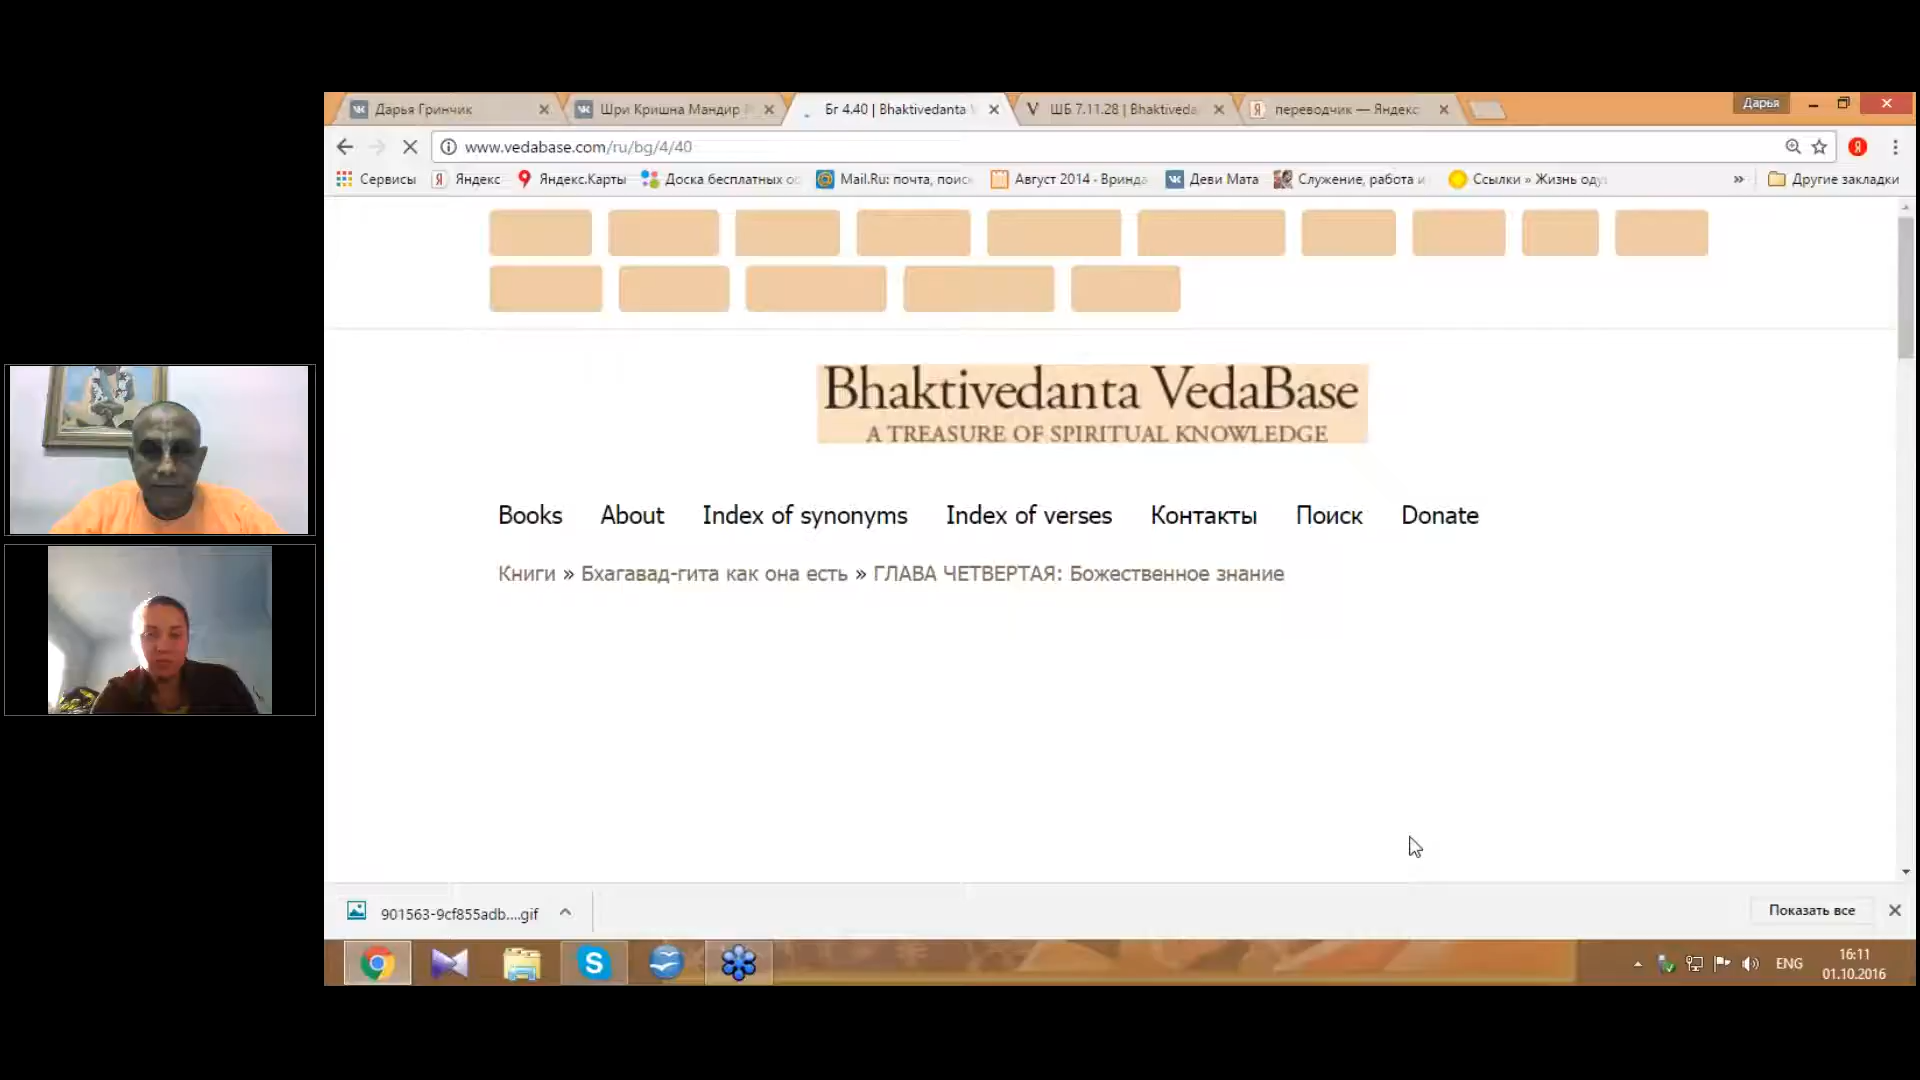 Дарья Гринчик
Шри Кришна Мандир
Бг 4.40 | Bhaktivedanta
ШБ 7.11.28 | Bhaktiveda
переводчик — Яндекс
Дарья
www.vedabase.com/ru/bg/4/40
Сервисы
Яндекс
Яндекс.Карты
Доска бесплатных
Mail.Ru: почта, поис
Август 2014 - Вринда
Деви Мата
Служение, работа и
Ссылки » Жизнь оду
»
Другие закладки
Bhaktivedanta VedaBase
A TREASURE OF SPIRITUAL KNOWLEDGE
Books About Index of synonyms Index of verses Контакты Поиск Donate
Книги » Бхагавад-гита как она есть » ГЛАВА ЧЕТВЕРТАЯ: Божественное знание
901563-9cf855adb....gif
Показать все
ENG
16:11
01.10.2016